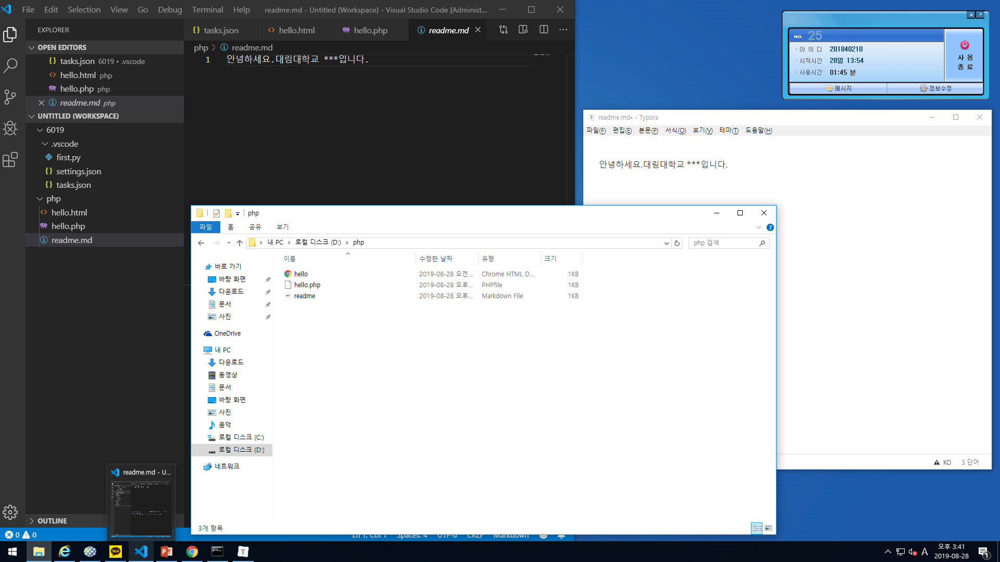 File Edit Selection View Go Debug Terminal Help readme.md - Untitled (Workspace) - Visual Studio Code [Administ...
EXPLORER
OPEN EDITORS
tasks.json 6019 • .vscode
hello.html php
hello.php php
readme.md php
UNTITLED (WORKSPACE)
6019
.vscode
first.py
settings.json
tasks.json
php
hello.html
hello.php
readme.md
OUTLINE
0 0
tasks.json hello.html hello.php readme.md
php > readme.md
1 안녕하세요.대림대학교 ***입니다.
Ln 1, Col 1 Spaces: 4 UTF-8 CRLF Markdown
NO. 25
아 이 디 201840210
시작시간 28일 13:54
사용시간 01:45 분
사 용
종 료
메시지 정보수정
readme.md• - Typora
파일(F) 편집(E) 본문(P) 서식(O) 보기(V) 테마(T) 도움말(H)
안녕하세요.대림대학교 ***입니다.
KO 3 단어
php
파일 홈 공유 보기
내 PC > 로컬 디스크 (D:) > php
php 검색
이름 수정한 날짜 유형 크기
hello 2019-08-28 오전... Chrome HTML D... 1KB
hello.php 2019-08-28 오후... PHPfile 1KB
readme 2019-08-28 오후... Markdown File 1KB
바로 가기
바탕 화면
다운로드
문서
사진
OneDrive
내 PC
다운로드
동영상
문서
바탕 화면
사진
음악
로컬 디스크 (C:)
로컬 디스크 (D:)
네트워크
3개 항목
readme.md - U...
TALK
A
오후 3:41
2019-08-28
1